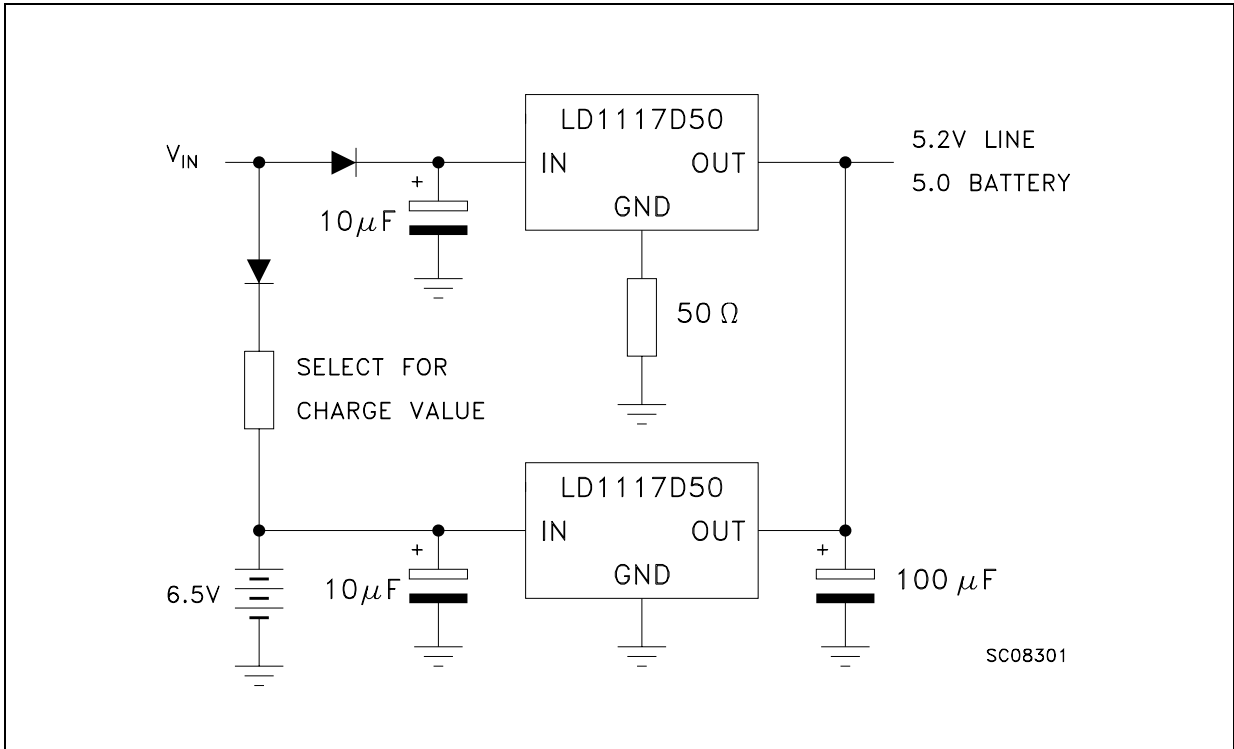 LD1117D50
V_IN
IN
OUT
5.2V LINE
5.0 BATTERY
+
10μF
GND
50 Ω
SELECT FOR
CHARGE VALUE
LD1117D50
IN
OUT
+
+
6.5V
10μF
GND
100 μF
SC08301